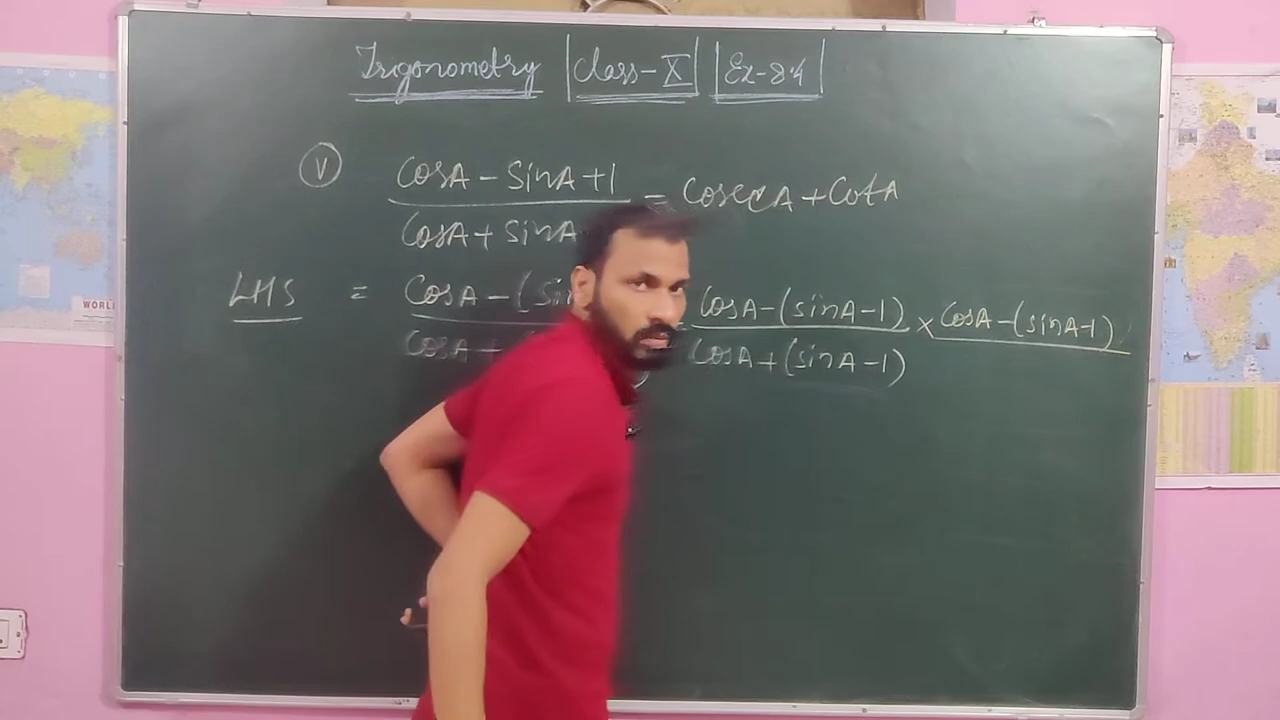 Trigonometry | Class-X | Ex-8.4 |
(V) CosA - SinA + 1 = CosecA + CotA
CosA + SinA
LHS = CosA - (Sin CosA - (SinA - 1) × CosA - (SinA - 1)
CosA + CosA + (SinA - 1)
WORL